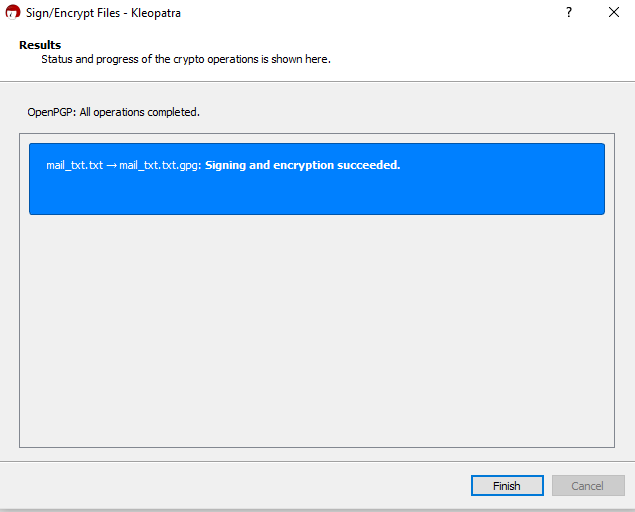 Sign/Encrypt Files - Kleopatra
Results
Status and progress of the crypto operations is shown here.
OpenPGP: All operations completed.
mail_txt.txt → mail_txt.txt.gpg: Signing and encryption succeeded.
Finish
Cancel